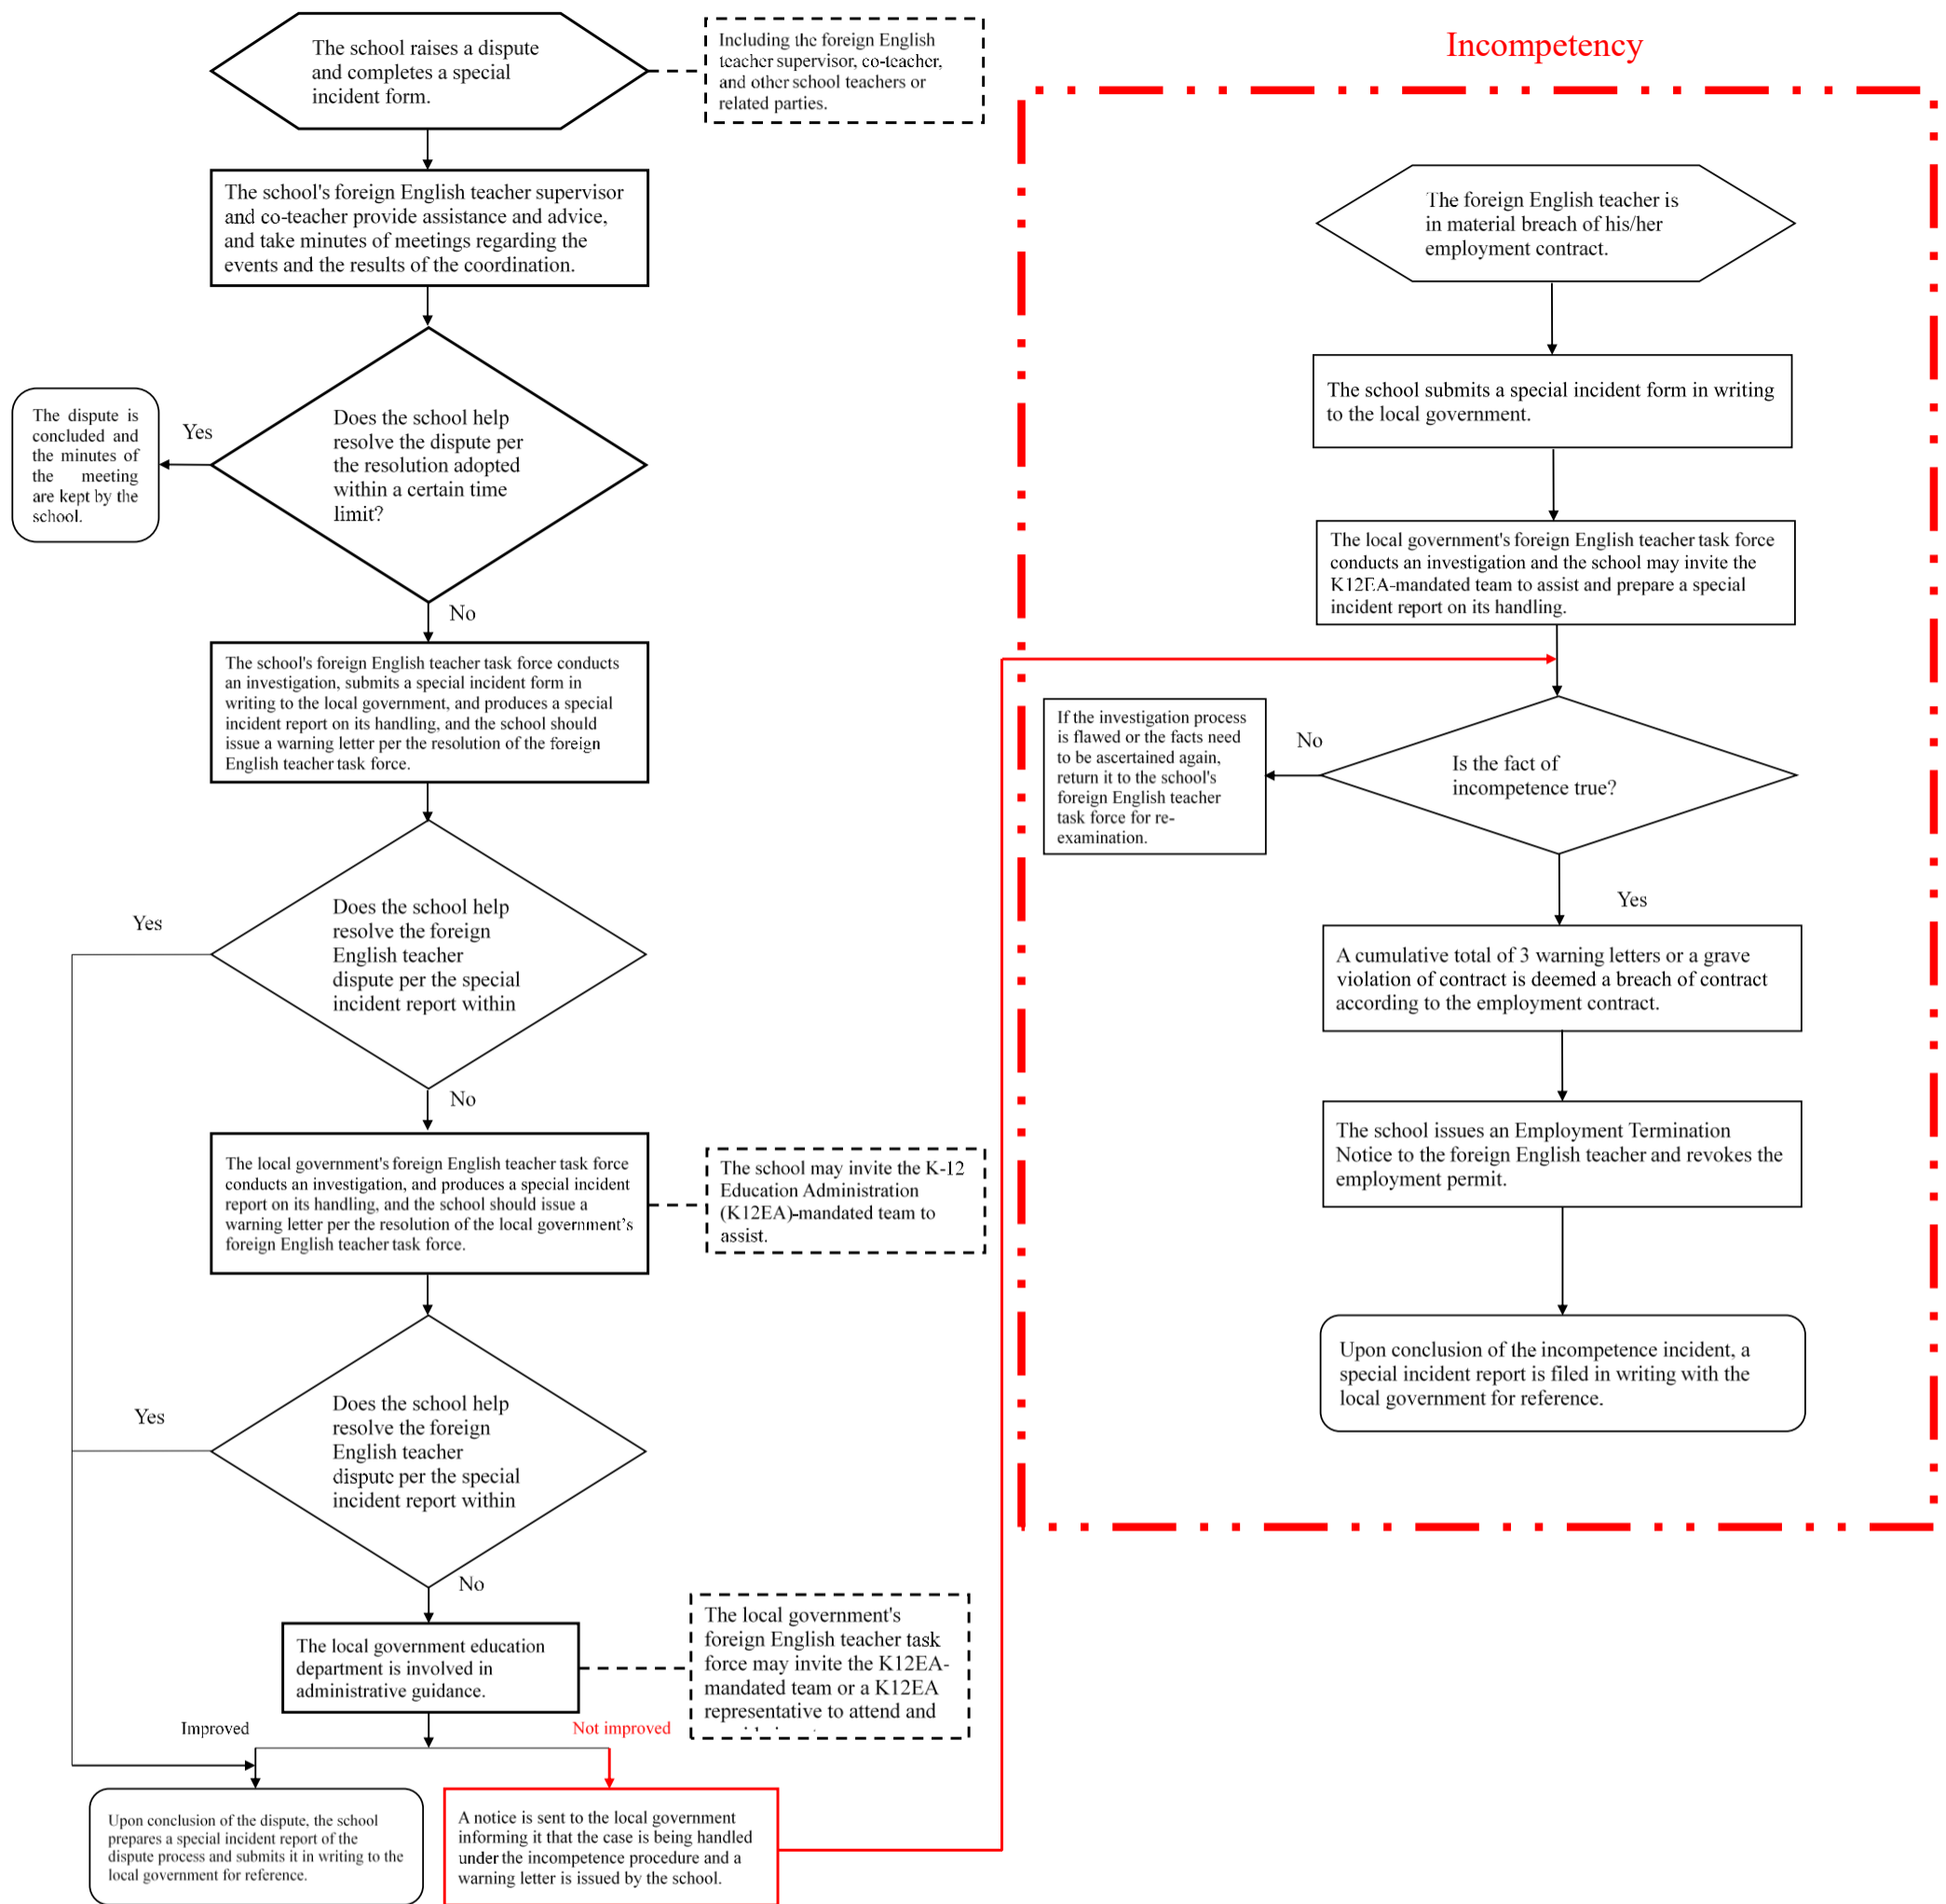 The school raises a dispute
and completes a special
incident form.
Including the foreign English
teacher supervisor, co-teacher,
and other school teachers or
related parties.
The school's foreign English teacher supervisor
and co-teacher provide assistance and advice,
and take minutes of meetings regarding the
events and the results of the coordination.
Does the school help
resolve the dispute per
the resolution adopted
within a certain time
limit?
Yes
The dispute is
concluded and
the minutes of
the meeting
are kept by the
school.
No
The school's foreign English teacher task force conducts
an investigation, submits a special incident form in
writing to the local government, and produces a special
incident report on its handling, and the school should
issue a warning letter per the resolution of the foreign
English teacher task force.
Does the school help
resolve the foreign
English teacher
dispute per the special
incident report within
Yes
No
The local government's foreign English teacher task force
conducts an investigation, and produces a special incident
report on its handling, and the school should issue a
warning letter per the resolution of the local government's
foreign English teacher task force.
The school may invite the K-12
Education Administration
(K12EA)-mandated team to
assist.
Does the school help
resolve the foreign
English teacher
dispute per the special
incident report within
Yes
No
The local government education
department is involved in
administrative guidance.
The local government's
foreign English teacher task
force may invite the K12EA-
mandated team or a K12EA
representative to attend and
Improved
Not improved
Upon conclusion of the dispute, the school
prepares a special incident report of the
dispute process and submits it in writing to the
local government for reference.
A notice is sent to the local government
informing it that the case is being handled
under the incompetence procedure and a
warning letter is issued by the school.
Incompetency
The foreign English teacher is
in material breach of his/her
employment contract.
The school submits a special incident form in writing
to the local government.
The local government's foreign English teacher task force
conducts an investigation and the school may invite the
K12EA-mandated team to assist and prepare a special
incident report on its handling.
Is the fact of
incompetence true?
No
If the investigation process
is flawed or the facts need
to be ascertained again,
return it to the school's
foreign English teacher
task force for re-
examination.
Yes
A cumulative total of 3 warning letters or a grave
violation of contract is deemed a breach of contract
according to the employment contract.
The school issues an Employment Termination
Notice to the foreign English teacher and revokes the
employment permit.
Upon conclusion of the incompetence incident, a
special incident report is filed in writing with the
local government for reference.